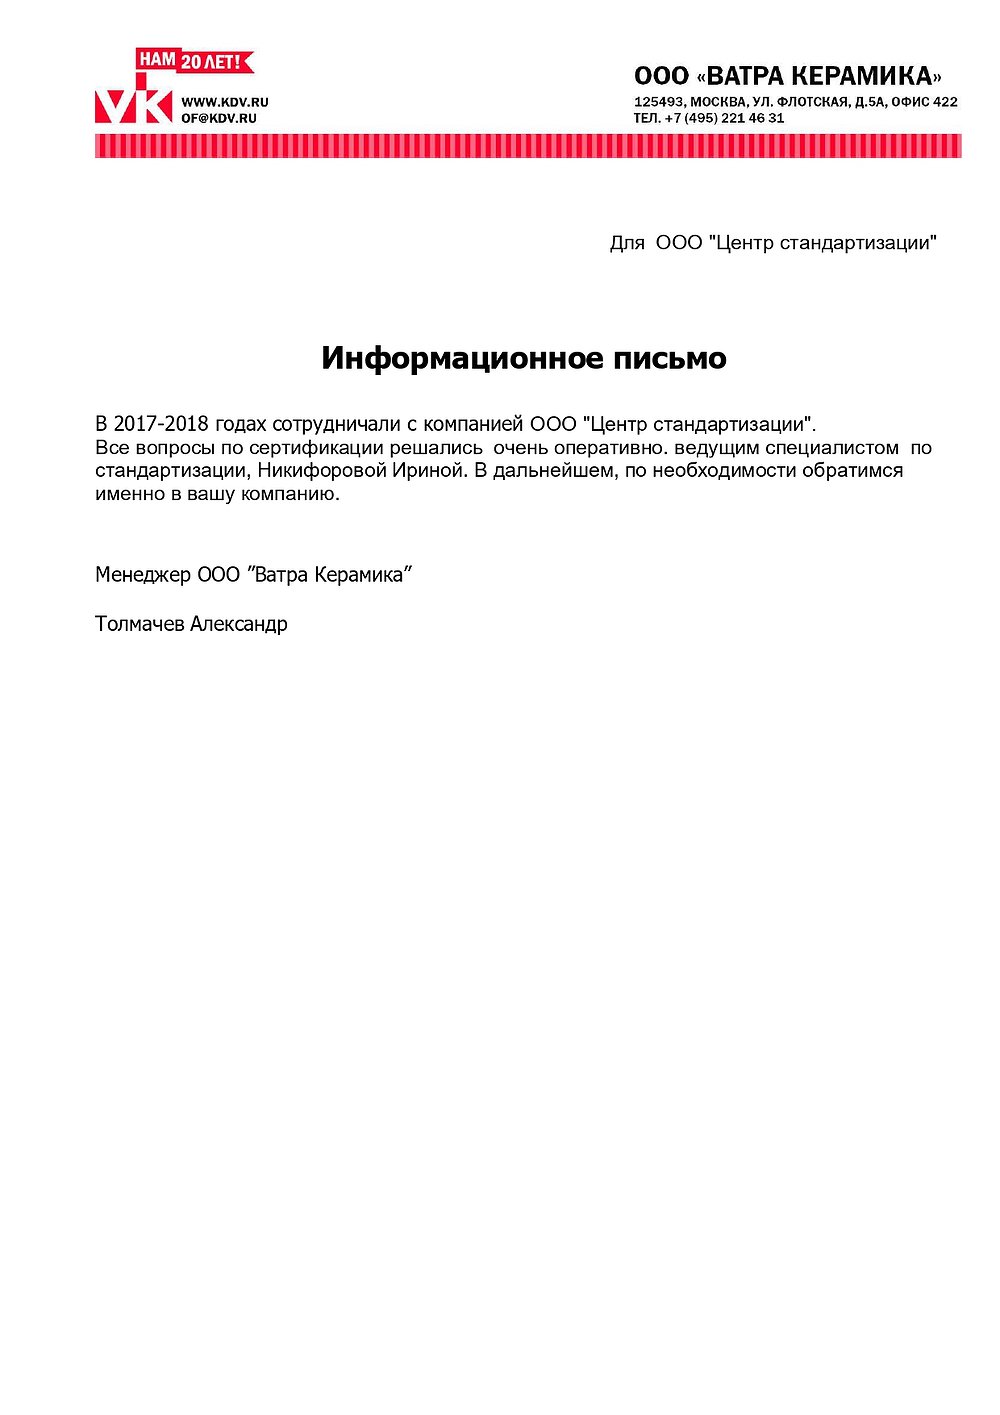 НАМ 20 ЛЕТ!
vk
WWW.KDV.RU
OF@KDV.RU
ООО «ВАТРА КЕРАМИКА»
125493, МОСКВА, УЛ. ФЛОТСКАЯ, Д.5А, ОФИС 422
ТЕЛ. +7 (495) 221 46 31
Для  ООО "Центр стандартизации"
Информационное письмо
В 2017-2018 годах сотрудничали с компанией ООО "Центр стандартизации".
Все вопросы по сертификации решались  очень оперативно. ведущим специалистом  по
стандартизации, Никифоровой Ириной. В дальнейшем, по необходимости обратимся
именно в вашу компанию.
Менеджер ООО ”Ватра Керамика”
Толмачев Александр